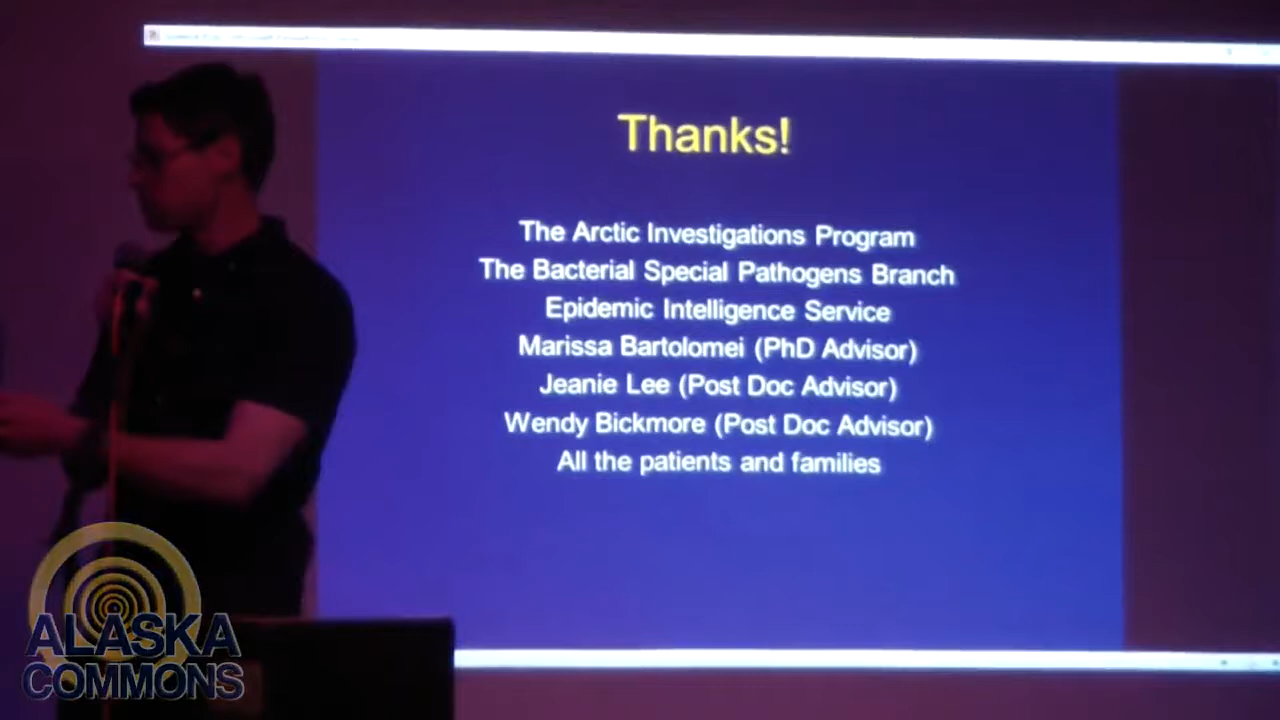 Thanks!
The Arctic Investigations Program
The Bacterial Special Pathogens Branch
Epidemic Intelligence Service
Marissa Bartolomei (PhD Advisor)
Jeanie Lee (Post Doc Advisor)
Wendy Bickmore (Post Doc Advisor)
All the patients and families
ALASKA
COMMONS